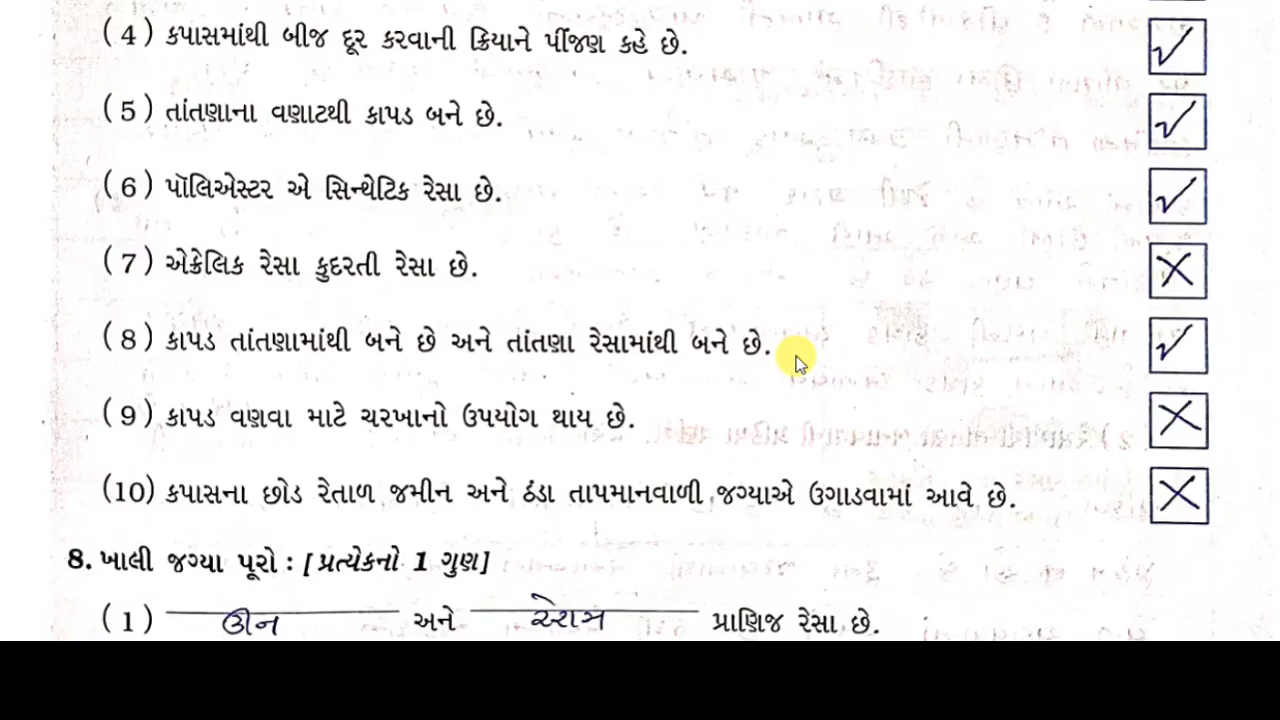 (4) કપાસમાંથી બીજ દૂર કરવાની ક્રિયાને પીંજણ કહે છે. ✓
(5) તાંતણાના વણાટથી કાપડ બને છે. ✓
(6) પૉલિએસ્ટર એ સિન્થેટિક રેસા છે. ✓
(7) એક્રેલિક રેસા કુદરતી રેસા છે. ✗
(8) કાપડ તાંતણામાંથી બને છે અને તાંતણા રેસામાંથી બને છે. ✓
(9) કાપડ વણવા માટે ચરખાનો ઉપયોગ થાય છે. ✗
(10) કપાસના છોડ રેતાળ જમીન અને ઠંડા તાપમાનવાળી જગ્યાએ ઉગાડવામાં આવે છે. ✗
8. ખાલી જગ્યા પૂરો : [પ્રત્યેકનો 1 ગુણ]
(1) ઊન અને રેશમ પ્રાણિજ રેસા છે.